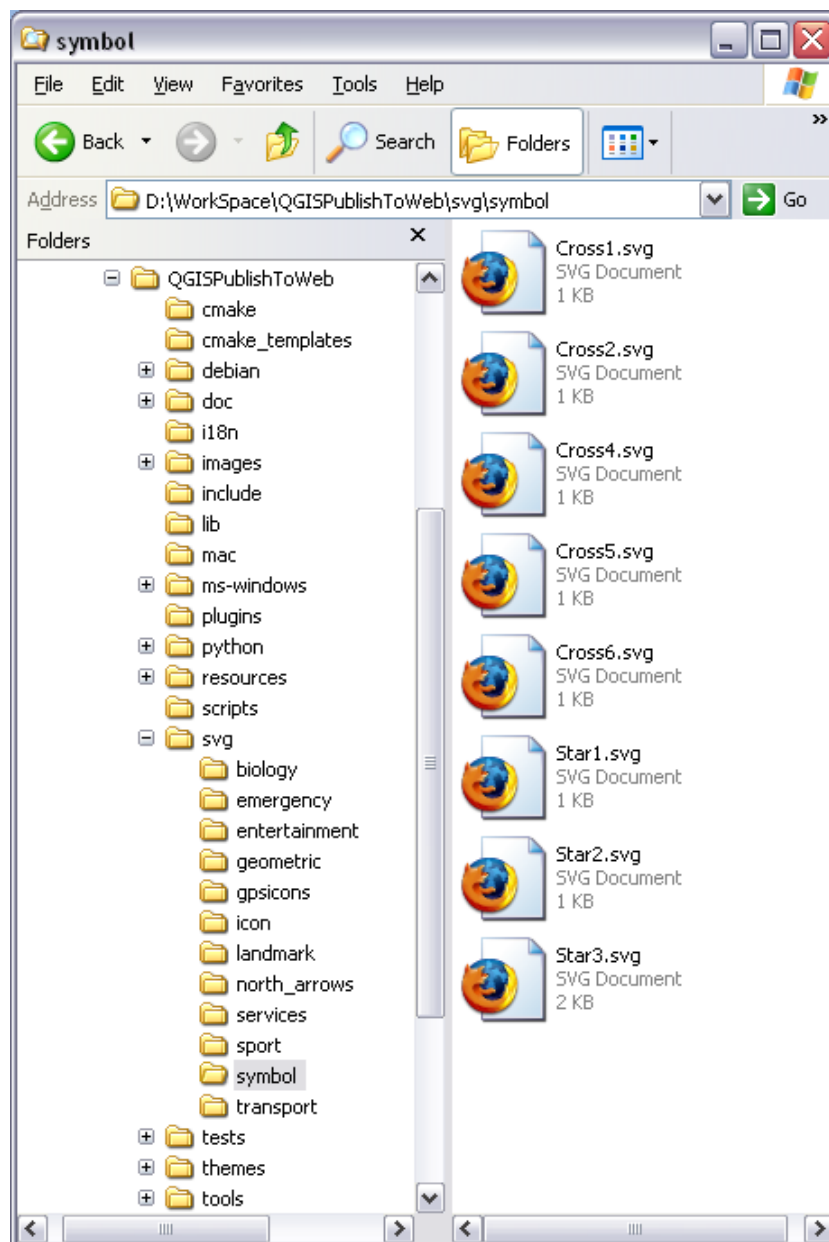 symbol
File Edit View Favorites Tools Help
Back Search Folders »
Address D:\WorkSpace\QGISPublishToWeb\svg\symbol Go
Folders
QGISPublishToWeb
cmake
cmake_templates
debian
doc
i18n
images
include
lib
mac
ms-windows
plugins
python
resources
scripts
svg
biology
emergency
entertainment
geometric
gpsicons
icon
landmark
north_arrows
services
sport
symbol
transport
tests
themes
tools
Cross1.svg
SVG Document
1 KB
Cross2.svg
SVG Document
1 KB
Cross4.svg
SVG Document
1 KB
Cross5.svg
SVG Document
1 KB
Cross6.svg
SVG Document
1 KB
Star1.svg
SVG Document
1 KB
Star2.svg
SVG Document
1 KB
Star3.svg
SVG Document
2 KB